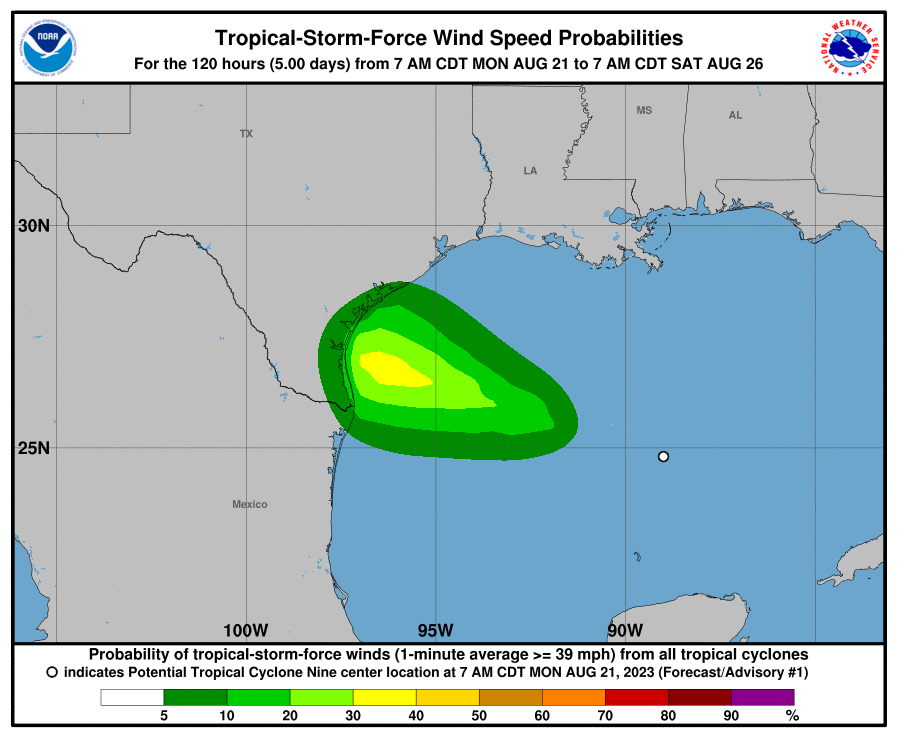 Tropical-Storm-Force Wind Speed Probabilities
For the 120 hours (5.00 days) from 7 AM CDT MON AUG 21 to 7 AM CDT SAT AUG 26
NOAA
NATIONAL WEATHER SERVICE
TX
MS
AL
LA
30N
25N
Mexico
100W 95W 90W
Probability of tropical-storm-force winds (1-minute average >= 39 mph) from all tropical cyclones
indicates Potential Tropical Cyclone Nine center location at 7 AM CDT MON AUG 21, 2023 (Forecast/Advisory #1)
5 10 20 30 40 50 60 70 80 90 %